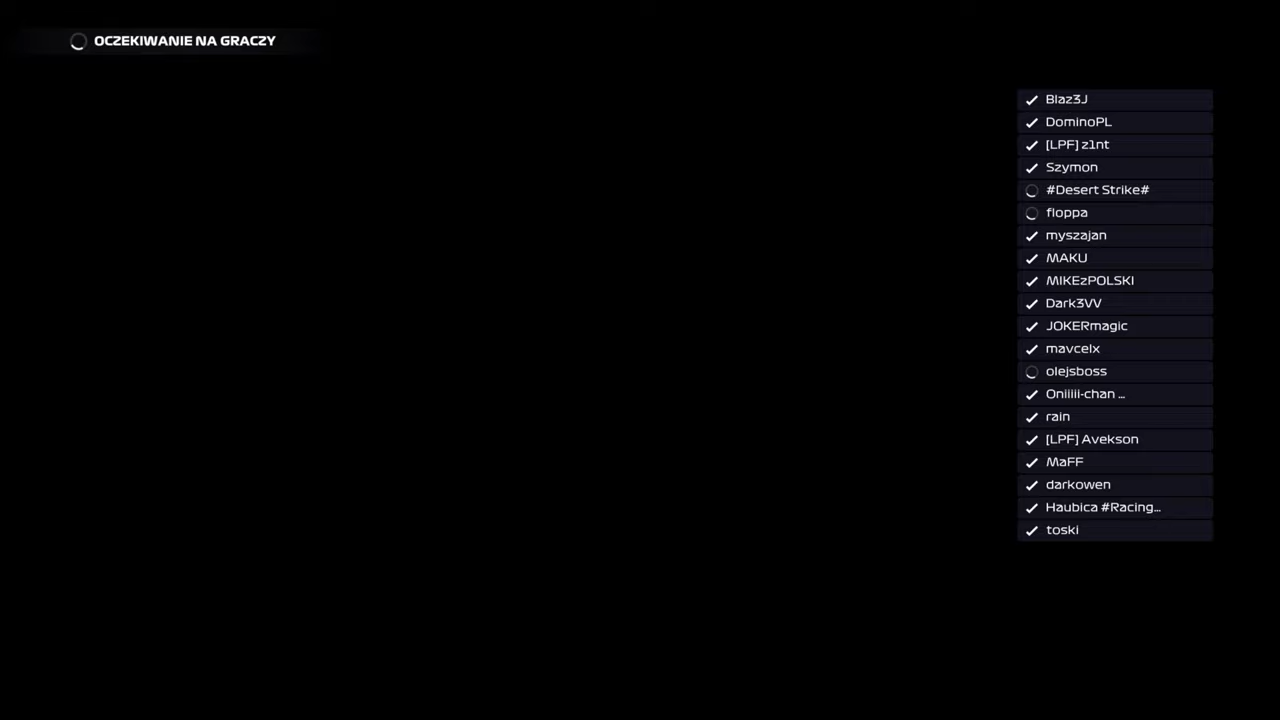 OCZEKIWANIE NA GRACZY
Blaz3J
DominoPL
[LPF] z1nt
Szymon
#Desert Strike#
floppa
myszajan
MAKU
MIKEzPOLSKI
Dark3VV
JOKERmagic
mavcelx
olejsboss
Oniiiii-chan ...
rain
[LPF] Avekson
MaFF
darkowen
Haubica #Racing...
toski